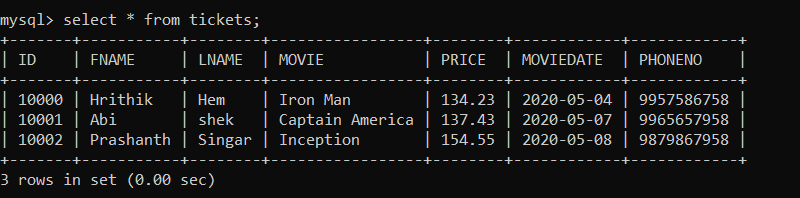 mysql> select * from tickets;
+-------+-----------+--------+-----------------+--------+------------+------------+
| ID    | FNAME     | LNAME  | MOVIE           | PRICE  | MOVIEDATE  | PHONENO    |
+-------+-----------+--------+-----------------+--------+------------+------------+
| 10000 | Hrithik   | Hem    | Iron Man        | 134.23 | 2020-05-04 | 9957586758 |
| 10001 | Abi       | shek   | Captain America | 137.43 | 2020-05-07 | 9965657958 |
| 10002 | Prashanth | Singar | Inception       | 154.55 | 2020-05-08 | 9879867958 |
+-------+-----------+--------+-----------------+--------+------------+------------+
3 rows in set (0.00 sec)